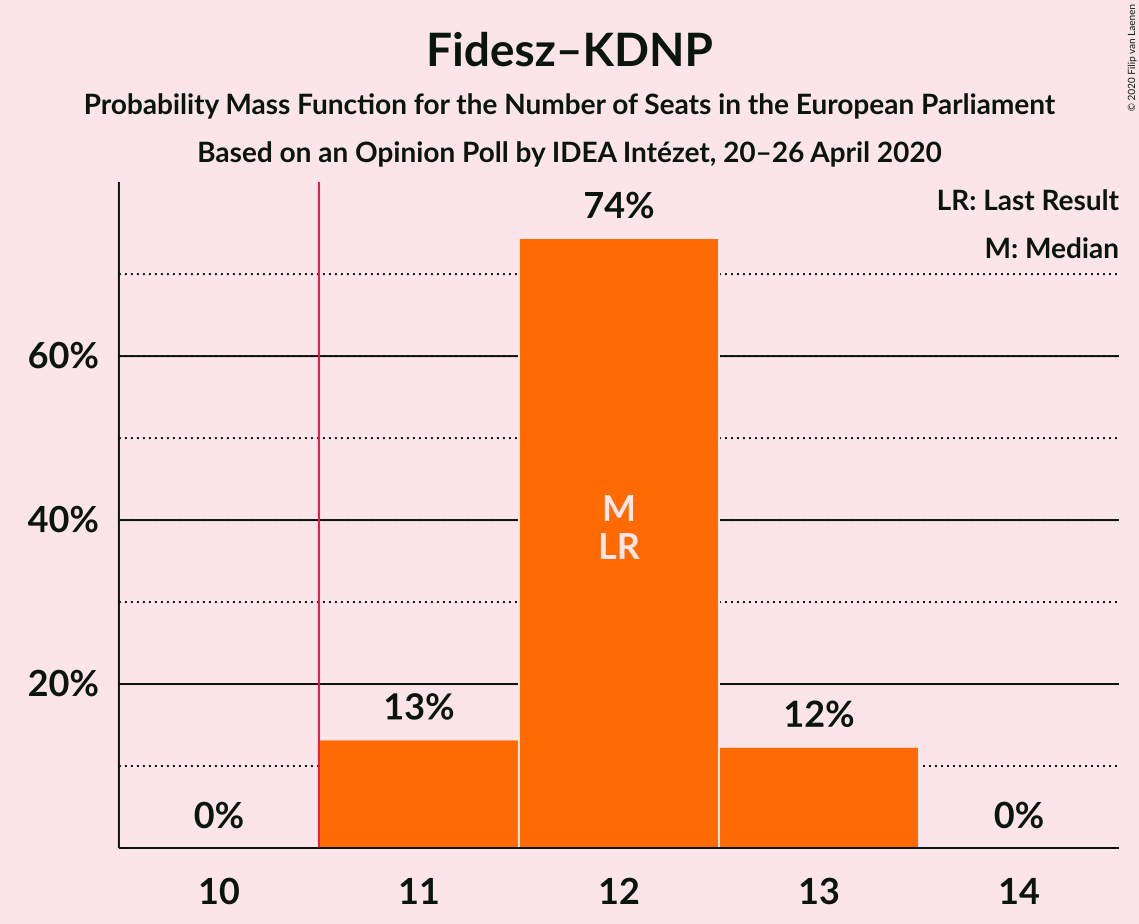 Fidesz–KDNP
Probability Mass Function for the Number of Seats in the European Parliament
Based on an Opinion Poll by IDEA Intézet, 20–26 April 2020
© 2020 Filip van Laenen
LR: Last Result
M: Median
74%
60%
40%
20%
M
LR
13%
12%
0%
0%
10
11
12
13
14